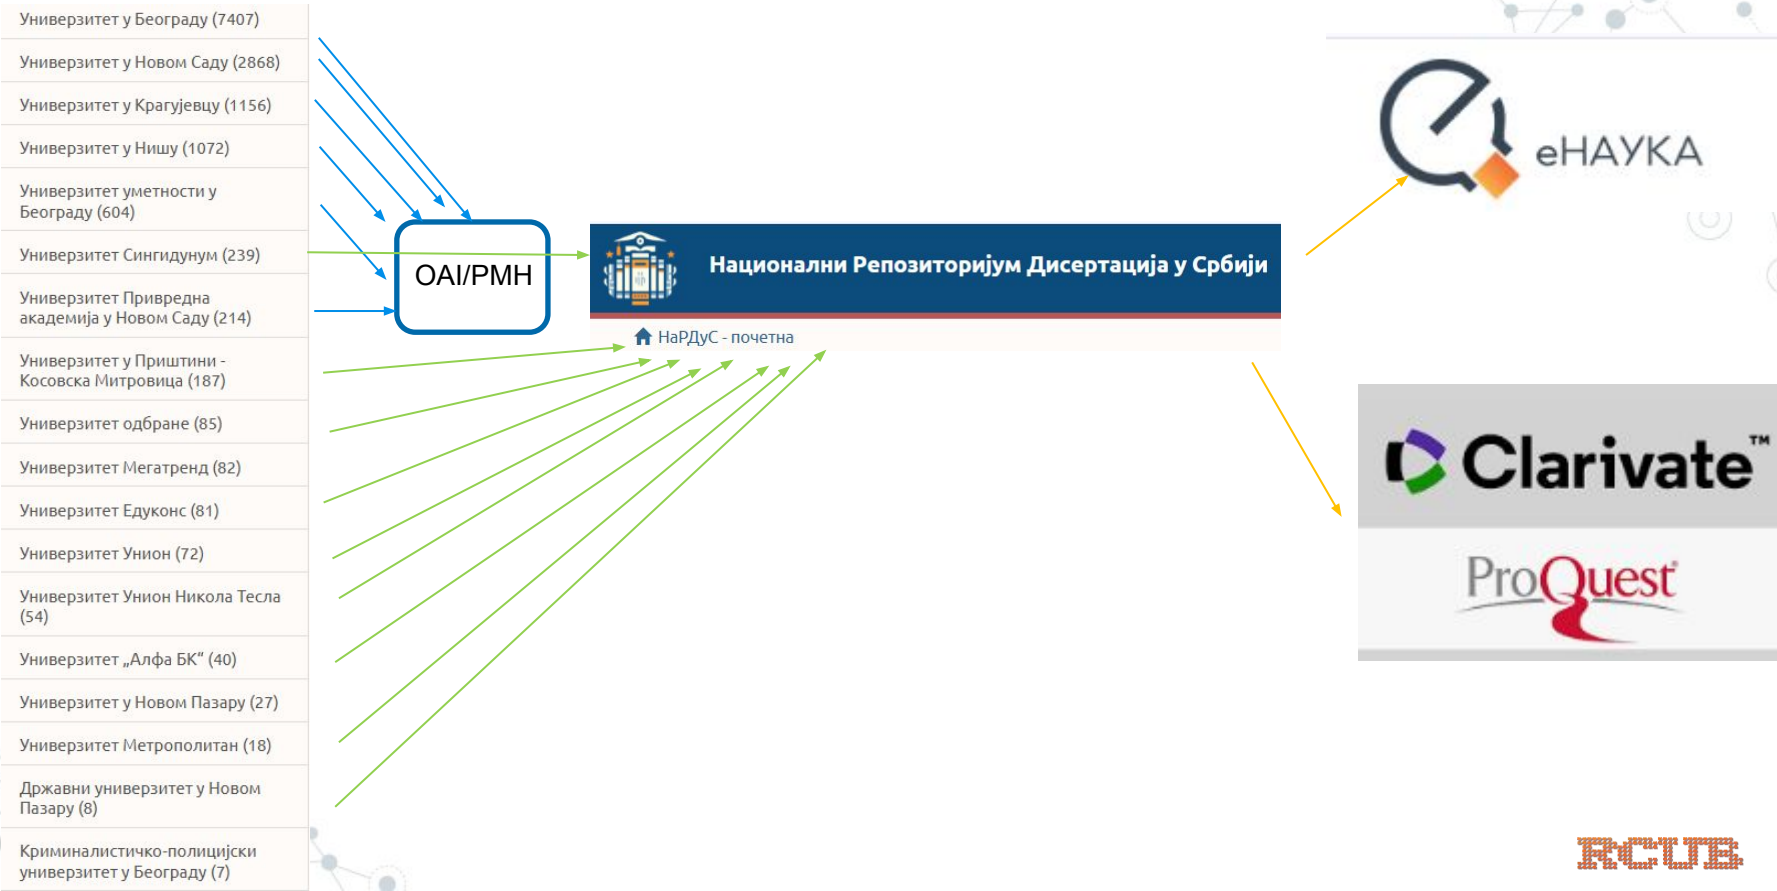 Универзитет у Београду (7407)
Универзитет у Новом Саду (2868)
Универзитет у Крагујевцу (1156)
Универзитет у Нишу (1072)
Универзитет уметности у
Београду (604)
Универзитет Сингидунум (239)
Универзитет Привредна
академија у Новом Саду (214)
Универзитет у Приштини -
Косовска Митровица (187)
Универзитет одбране (85)
Универзитет Мегатренд (82)
Универзитет Едуконс (81)
Универзитет Унион (72)
Универзитет Унион Никола Тесла
(54)
Универзитет „Алфа БК“ (40)
Универзитет у Новом Пазару (27)
Универзитет Метрополитан (18)
Државни универзитет у Новом
Пазару (8)
Криминалистичко-полицијски
универзитет у Београду (7)
OAI/PMH
Национални Репозиторијум Дисертација у Србији
НаРДуС - почетна
еНАУКА
Clarivate™
ProQuest
RCUB